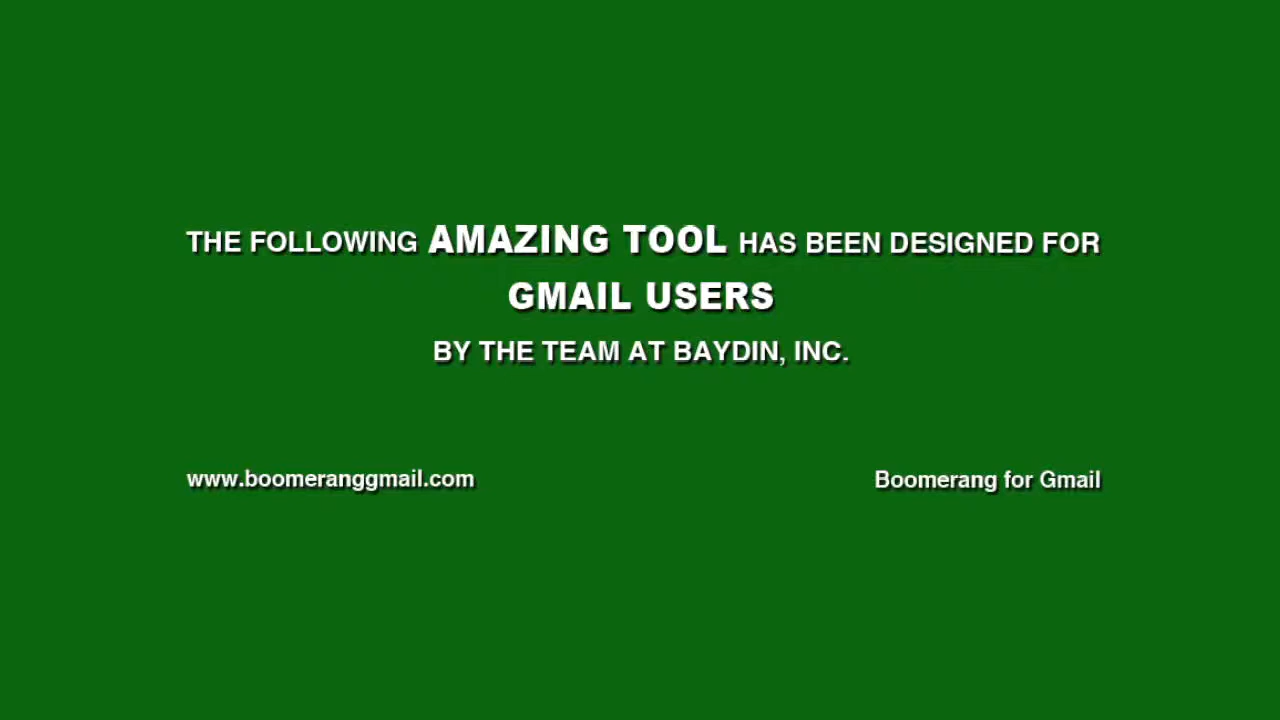 THE FOLLOWING AMAZING TOOL HAS BEEN DESIGNED FOR
GMAIL USERS
BY THE TEAM AT BAYDIN, INC.
www.boomeranggmail.com Boomerang for Gmail